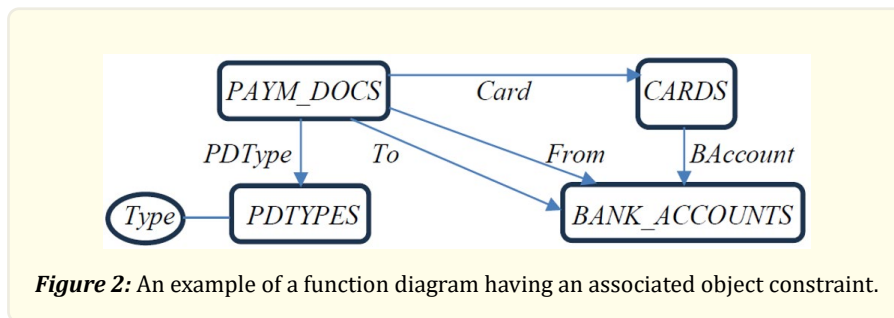 PAYM_DOCS
Card
CARDS
PDType
To
From
BAccount
Type
PDTYPES
BANK_ACCOUNTS
Figure 2: An example of a function diagram having an associated object constraint.